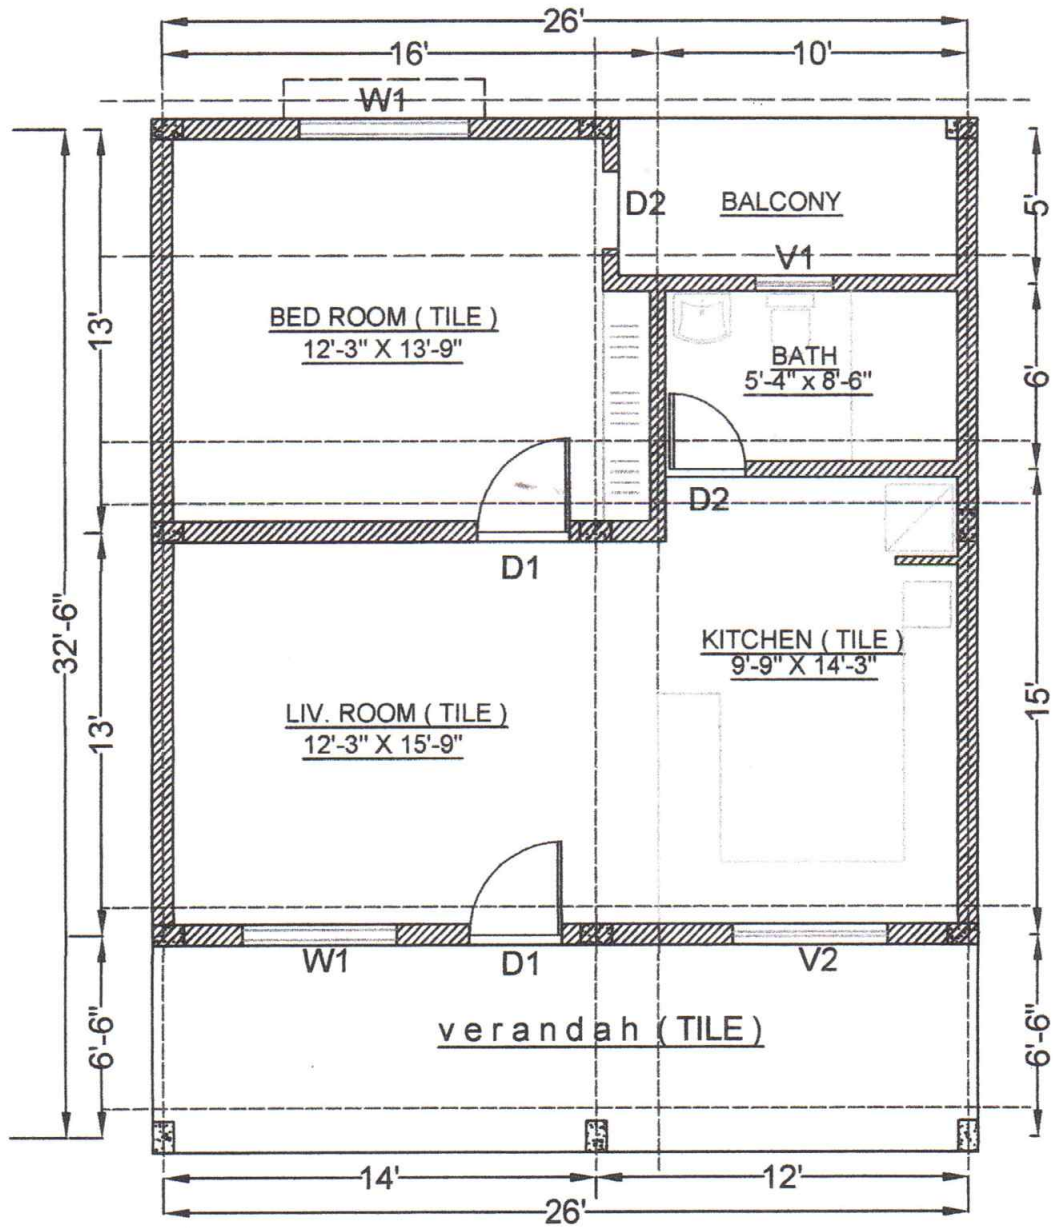 26'
16'
10'
W1
D2
BALCONY
5'
V1
13'
BED ROOM ( TILE )
12'-3" X 13'-9"
BATH
5'-4" x 8'-6"
6'
D2
D1
32'-6"
KITCHEN ( TILE )
9'-9" X 14'-3"
15'
13'
LIV. ROOM ( TILE )
12'-3" X 15'-9"
W1
D1
V2
6'-6"
verandah ( TILE )
6'-6"
14'
12'
26'